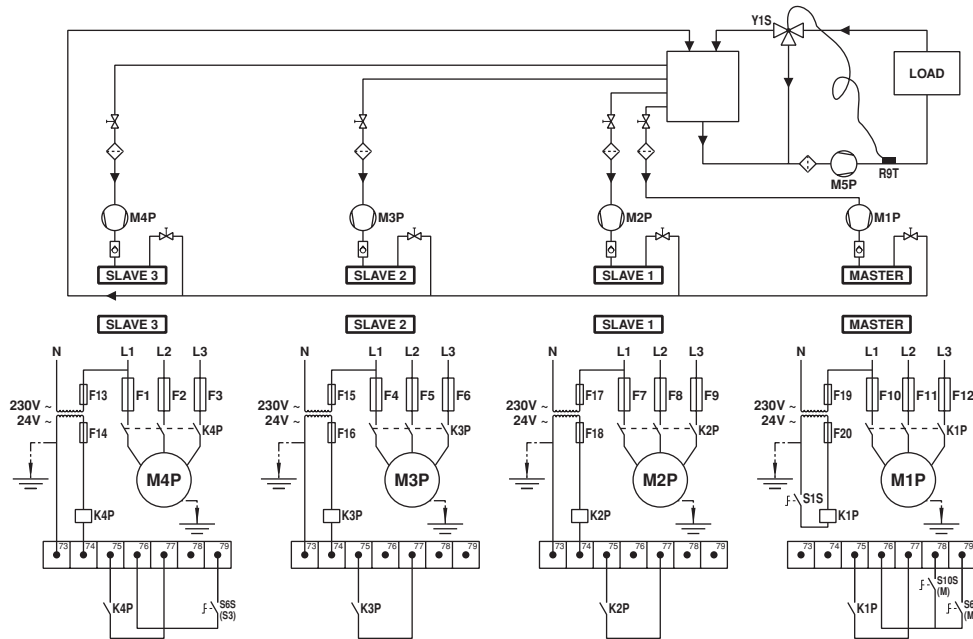 Y1S
LOAD
M5P
R9T
M4P
M3P
M2P
M1P
SLAVE 3
SLAVE 2
SLAVE 1
MASTER
SLAVE 3
SLAVE 2
SLAVE 1
MASTER
N L1 L2 L3
F13 F1 F2 F3
230V ~
24V ~
F14 K4P
M4P
K4P
73 74 75 76 77 78 79
K4P
S6S
(S3)
N L1 L2 L3
F15 F4 F5 F6
230V ~
24V ~
F16 K3P
M3P
K3P
73 74 75 76 77 78 79
K3P
N L1 L2 L3
F17 F7 F8 F9
230V ~
24V ~
F18 K2P
M2P
K2P
73 74 75 76 77 78 79
K2P
N L1 L2 L3
F19 F10 F11 F12
230V ~
24V ~
F20 K1P
M1P
S1S
K1P
73 74 75 76 77 78 79
K1P
S10S
(M)
S6
(M